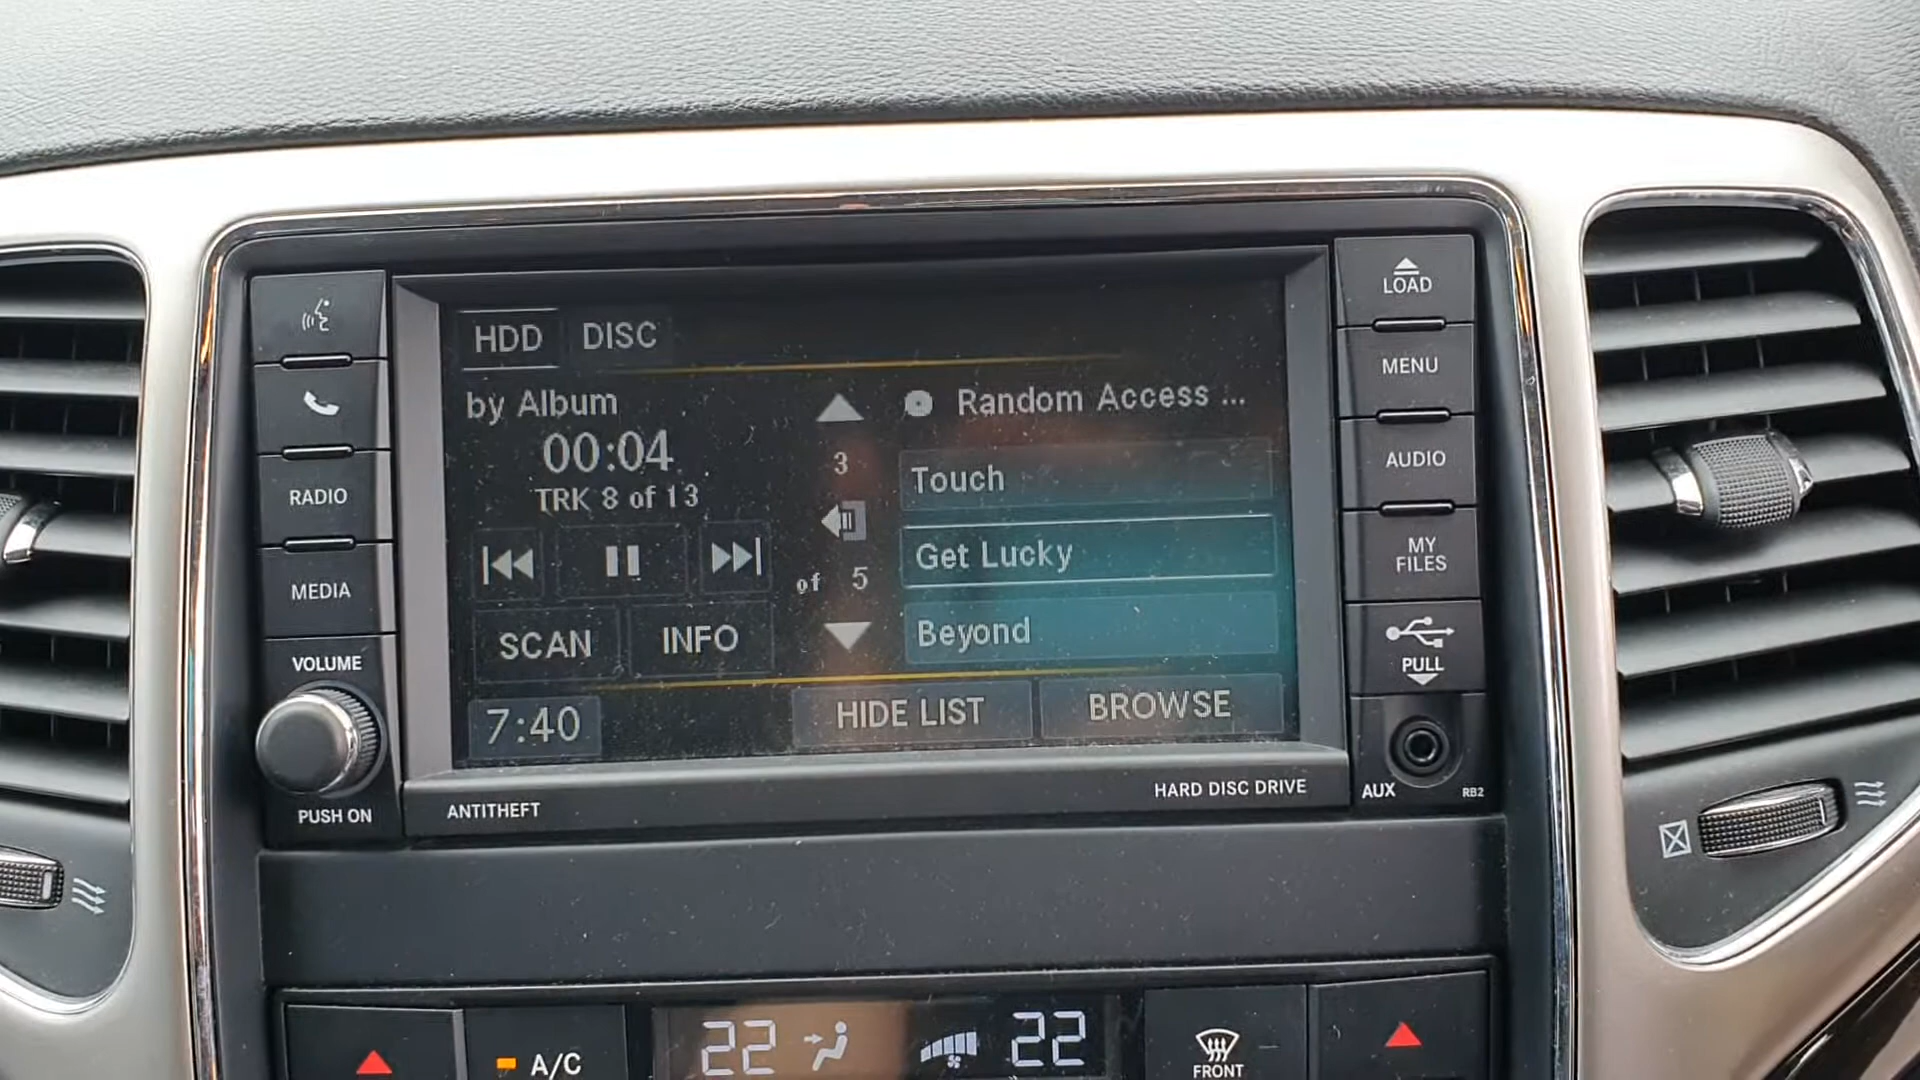 HDD DISC
by Album
00:04
TRK 8 of 13
3
of 5
Random Access ...
Touch
Get Lucky
Beyond
SCAN INFO
7:40
HIDE LIST BROWSE
RADIO
MEDIA
VOLUME
PUSH ON
LOAD
MENU
AUDIO
MY
FILES
PULL
AUX
RB2
ANTITHEFT
HARD DISC DRIVE
A/C
22
22
FRONT